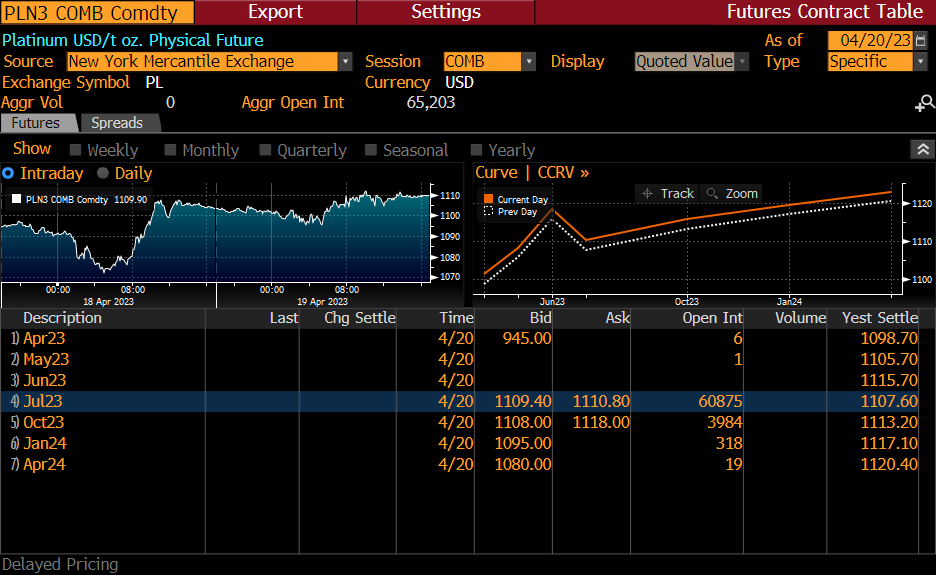 PLN3 COMB Comdty Export Settings Futures Contract Table
Platinum USD/t oz. Physical Future As of 04/20/23
Source New York Mercantile Exchange Session COMB Display Quoted Value Type Specific
Exchange Symbol PL Currency USD
Aggr Vol 0 Aggr Open Int 65,203
Futures Spreads
Show Weekly Monthly Quarterly Seasonal Yearly
Intraday Daily Curve | CCRV »
PLN3 COMB Comdty 1109.90
1110
1100
1090
1080
1070
00:00 08:00 00:00 08:00
18 Apr 2023 19 Apr 2023
Track Zoom
Current Day
Prev Day
1120
1110
1100
Jun23 Oct23 Jan24
Description Last Chg Settle Time Bid Ask Open Int Volume Yest Settle
1) Apr23 4/20 945.00 6 1098.70
2) May23 4/20 1 1105.70
3) Jun23 4/20 1115.70
4) Jul23 4/20 1109.40 1110.80 60875 1107.60
5) Oct23 4/20 1108.00 1118.00 3984 1113.20
6) Jan24 4/20 1095.00 318 1117.10
7) Apr24 4/20 1080.00 19 1120.40
Delayed Pricing